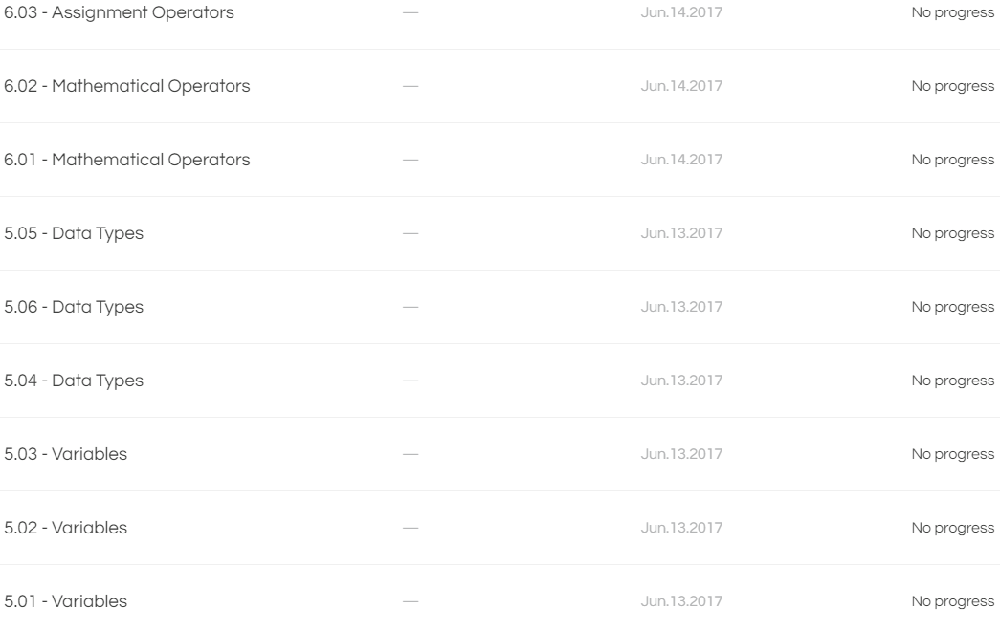 6.03 - Assignment Operators — Jun.14.2017 No progress
6.02 - Mathematical Operators — Jun.14.2017 No progress
6.01 - Mathematical Operators — Jun.14.2017 No progress
5.05 - Data Types — Jun.13.2017 No progress
5.06 - Data Types — Jun.13.2017 No progress
5.04 - Data Types — Jun.13.2017 No progress
5.03 - Variables — Jun.13.2017 No progress
5.02 - Variables — Jun.13.2017 No progress
5.01 - Variables — Jun.13.2017 No progress